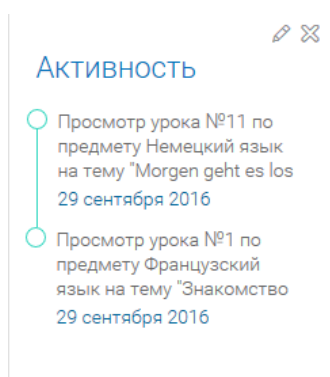 Активность
Просмотр урока №11 по
предмету Немецкий язык
на тему "Morgen geht es los
29 сентября 2016
Просмотр урока №1 по
предмету Французский
язык на тему "Знакомство
29 сентября 2016